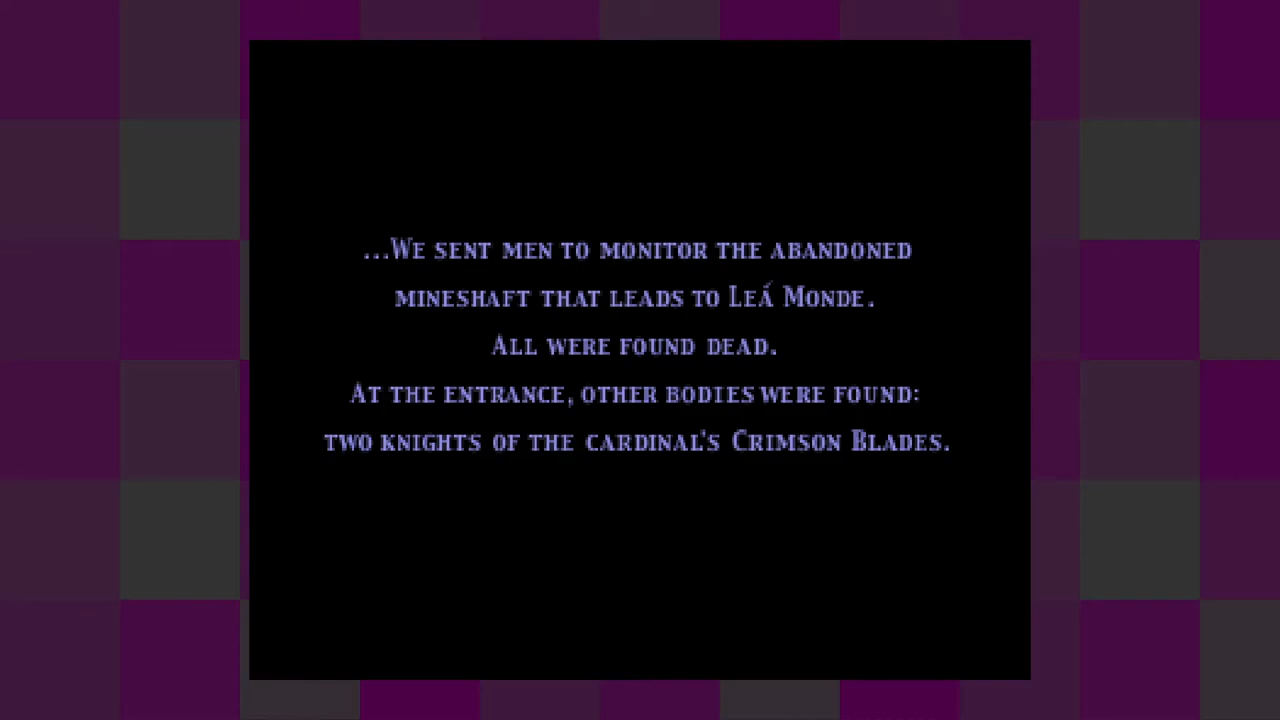 ...We sent men to monitor the abandoned
mineshaft that leads to Leá Monde.
All were found dead.
At the entrance, other bodies were found:
two knights of the cardinal's Crimson Blades.